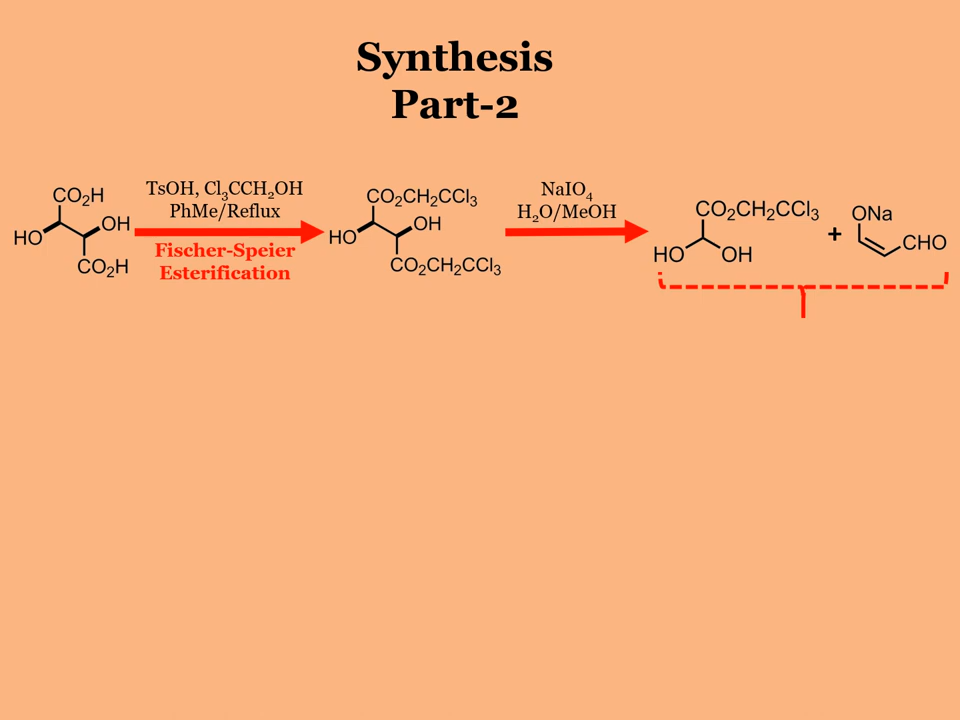 Synthesis
Part-2
TsOH, Cl₃CCH₂OH
PhMe/Reflux
Fischer-Speier
Esterification
CO₂H
OH
HO
CO₂H
CO₂CH₂CCl₃
OH
HO
CO₂CH₂CCl₃
NaIO₄
H₂O/MeOH
CO₂CH₂CCl₃
HO OH
+
ONa
CHO